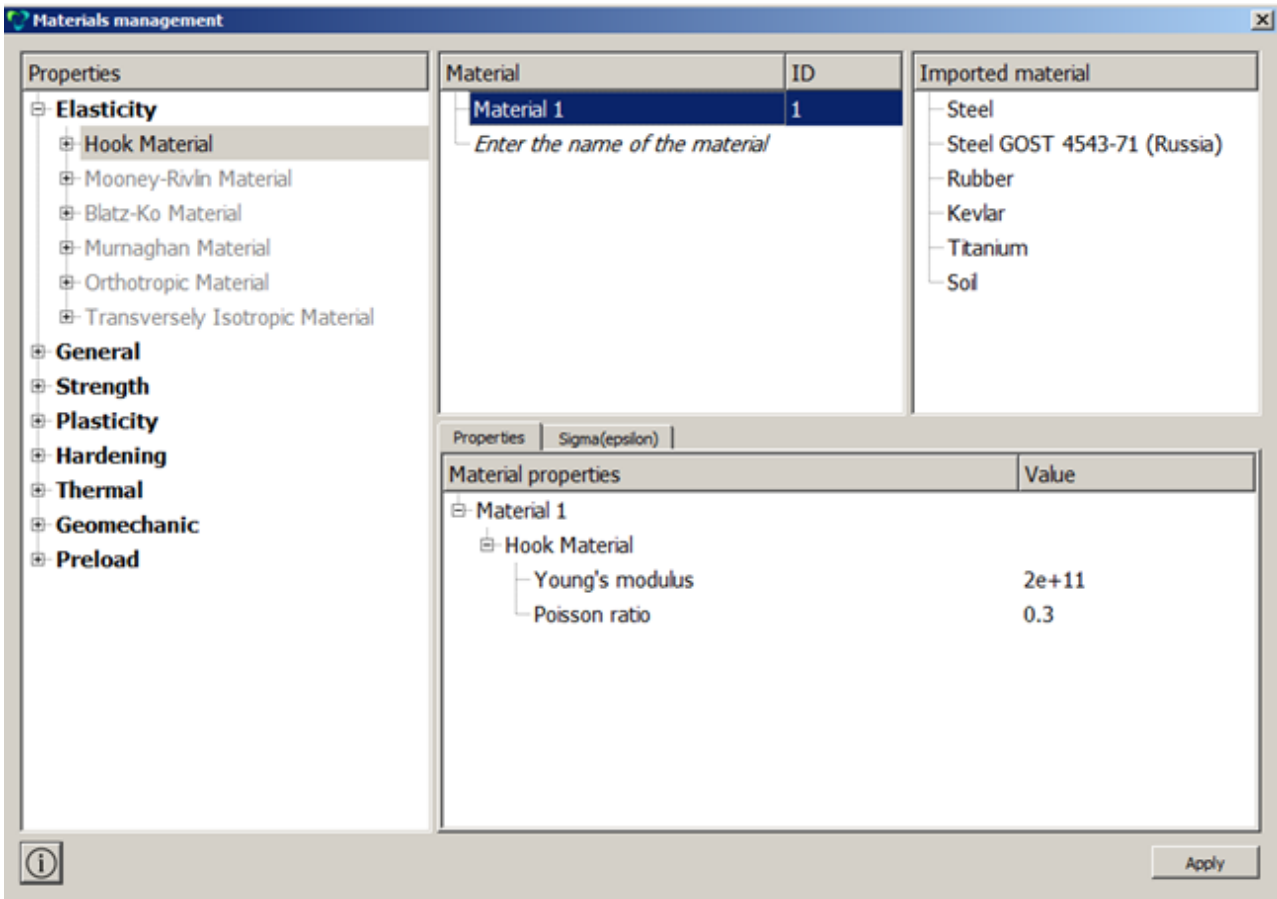 Materials management
Properties
Elasticity
Hook Material
Mooney-Rivlin Material
Blatz-Ko Material
Murnaghan Material
Orthotropic Material
Transversely Isotropic Material
General
Strength
Plasticity
Hardening
Thermal
Geomechanic
Preload
Material ID
Material 1 1
Enter the name of the material
Imported material
Steel
Steel GOST 4543-71 (Russia)
Rubber
Kevlar
Titanium
Soil
Properties Sigma(epsilon)
Material properties Value
Material 1
Hook Material
Young's modulus 2e+11
Poisson ratio 0.3
Apply